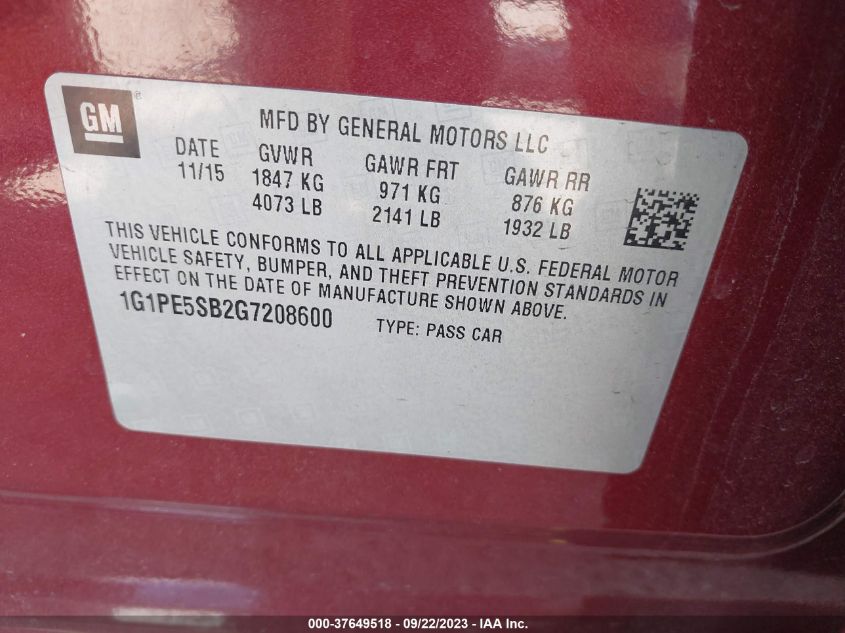 GM ®
MFD BY GENERAL MOTORS LLC
DATE GVWR GAWR FRT GAWR RR
11/15 1847 KG 971 KG 876 KG
4073 LB 2141 LB 1932 LB
THIS VEHICLE CONFORMS TO ALL APPLICABLE U.S. FEDERAL MOTOR
VEHICLE SAFETY, BUMPER, AND THEFT PREVENTION STANDARDS IN
EFFECT ON THE DATE OF MANUFACTURE SHOWN ABOVE.
1G1PE5SB2G7208600 TYPE: PASS CAR
000-37649518 - 09/22/2023 - IAA Inc.